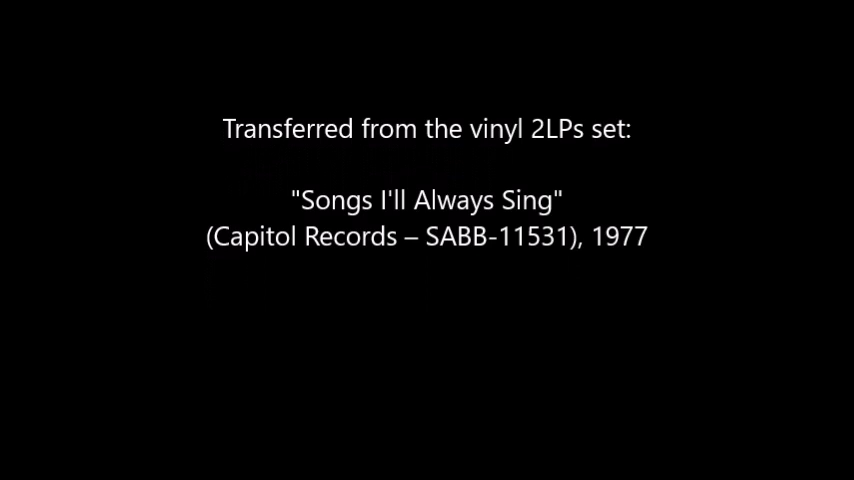 Transferred from the vinyl 2LPs set:
"Songs I'll Always Sing"
(Capitol Records – SABB-11531), 1977